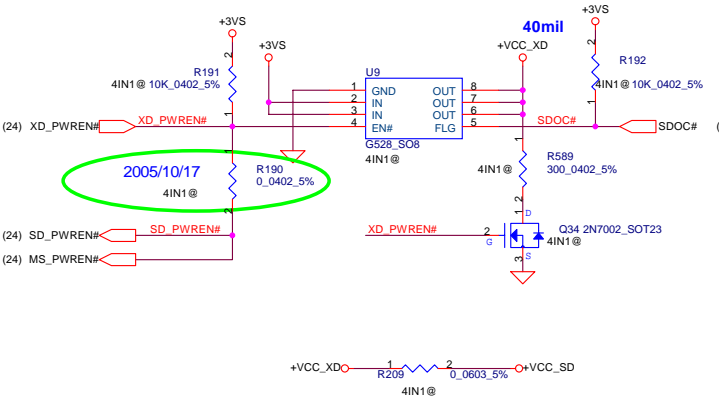 40mil
+3VS
+3VS
+3VS
+VCC_XD
2
R191
4IN1@ 10K_0402_5%
1
U9
1 GND OUT 8
2 IN OUT 7
3 IN OUT 6
4 EN# FLG 5
G528_SO8
4IN1@
2
R192
4IN1@ 10K_0402_5%
1
(24) XD_PWREN# XD_PWREN#
SDOC# SDOC# (
1
2005/10/17
R190
0_0402_5%
4IN1@
2
1
R589
4IN1@ 300_0402_5%
2
(24) SD_PWREN# SD_PWREN#
(24) MS_PWREN#
XD_PWREN# 2 G
1 D
Q34 2N7002_SOT23
4IN1@
3 S
+VCC_XD 1 2 +VCC_SD
R209 0_0603_5%
4IN1@